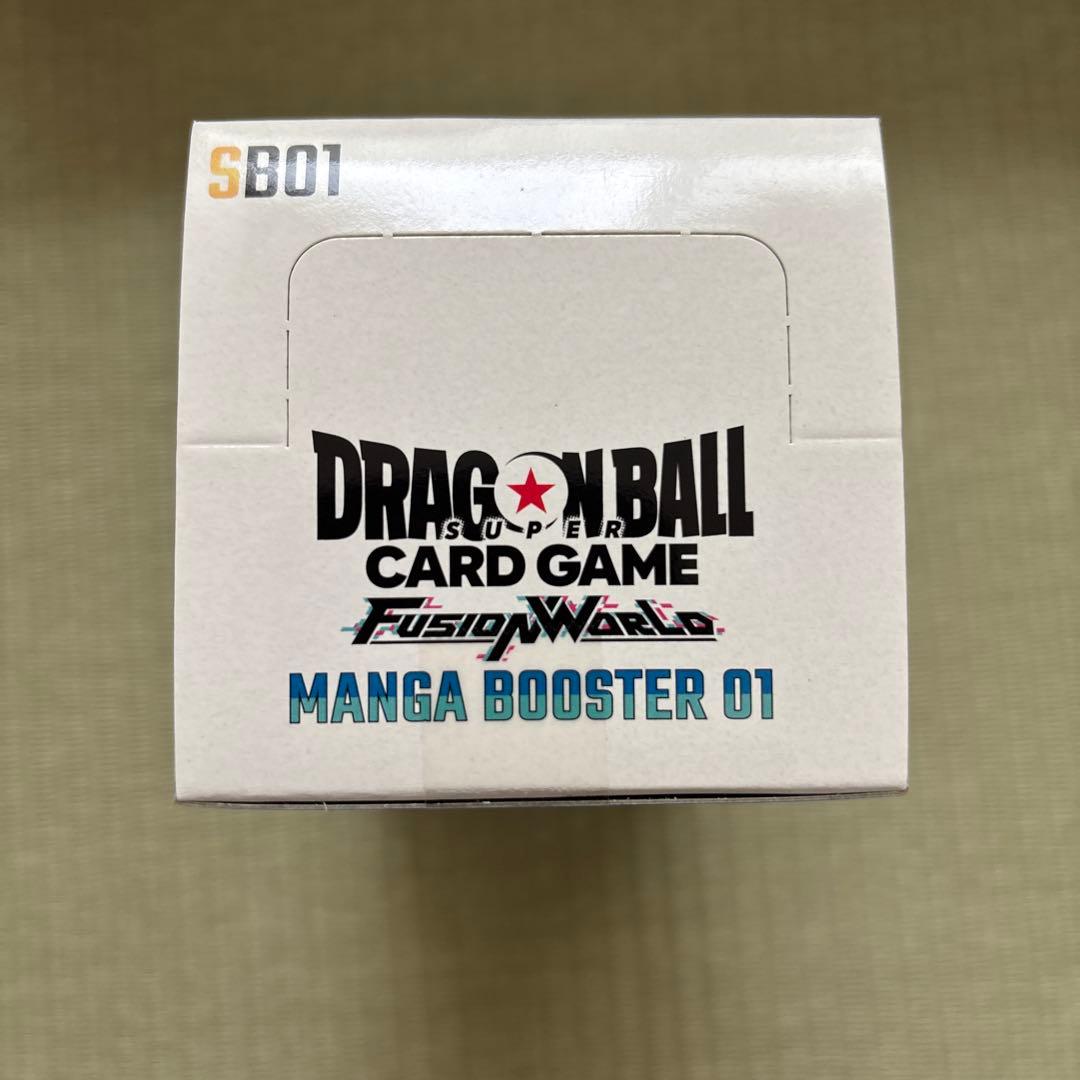 SB01
DRAGON BALL
SUPER
CARD GAME
FUSION WORLD
MANGA BOOSTER 01